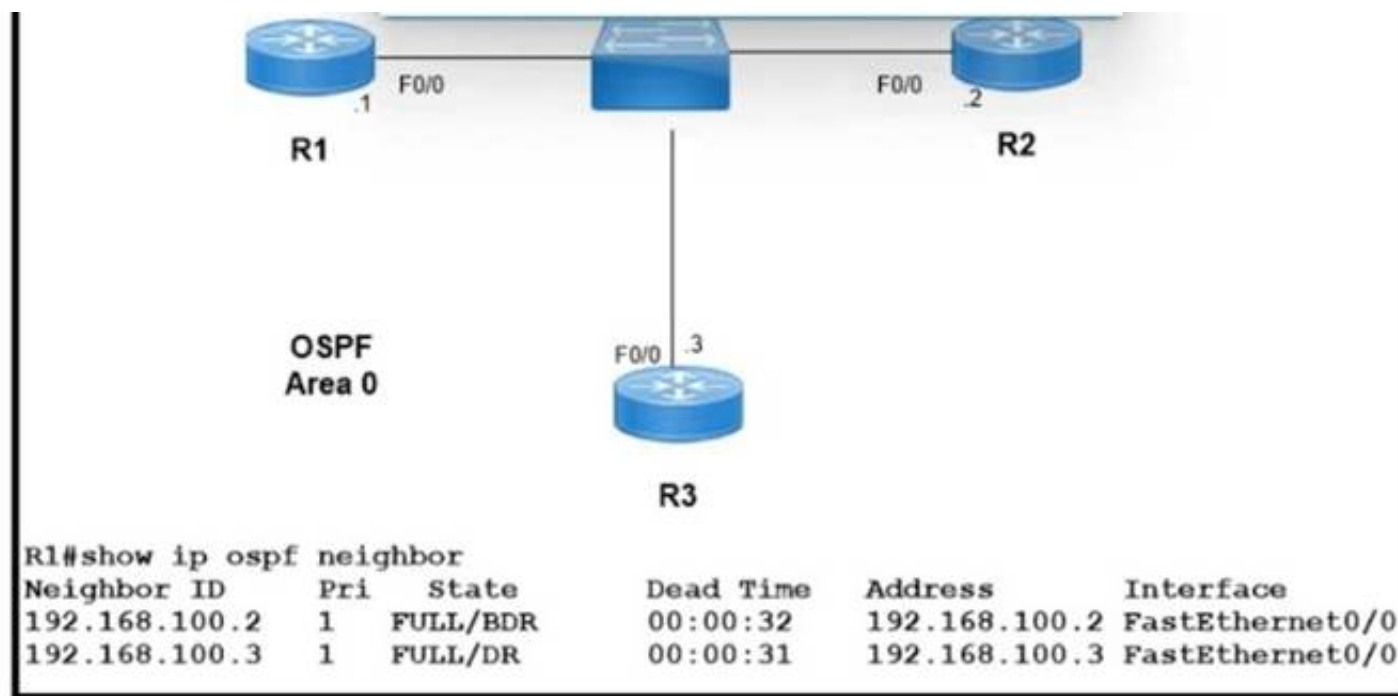 F0/0
.1
R1
F0/0
.2
R2
OSPF
Area 0
F0/0
.3
R3
R1#show ip ospf neighbor
Neighbor ID Pri State Dead Time Address Interface
192.168.100.2 1 FULL/BDR 00:00:32 192.168.100.2 FastEthernet0/0
192.168.100.3 1 FULL/DR 00:00:31 192.168.100.3 FastEthernet0/0